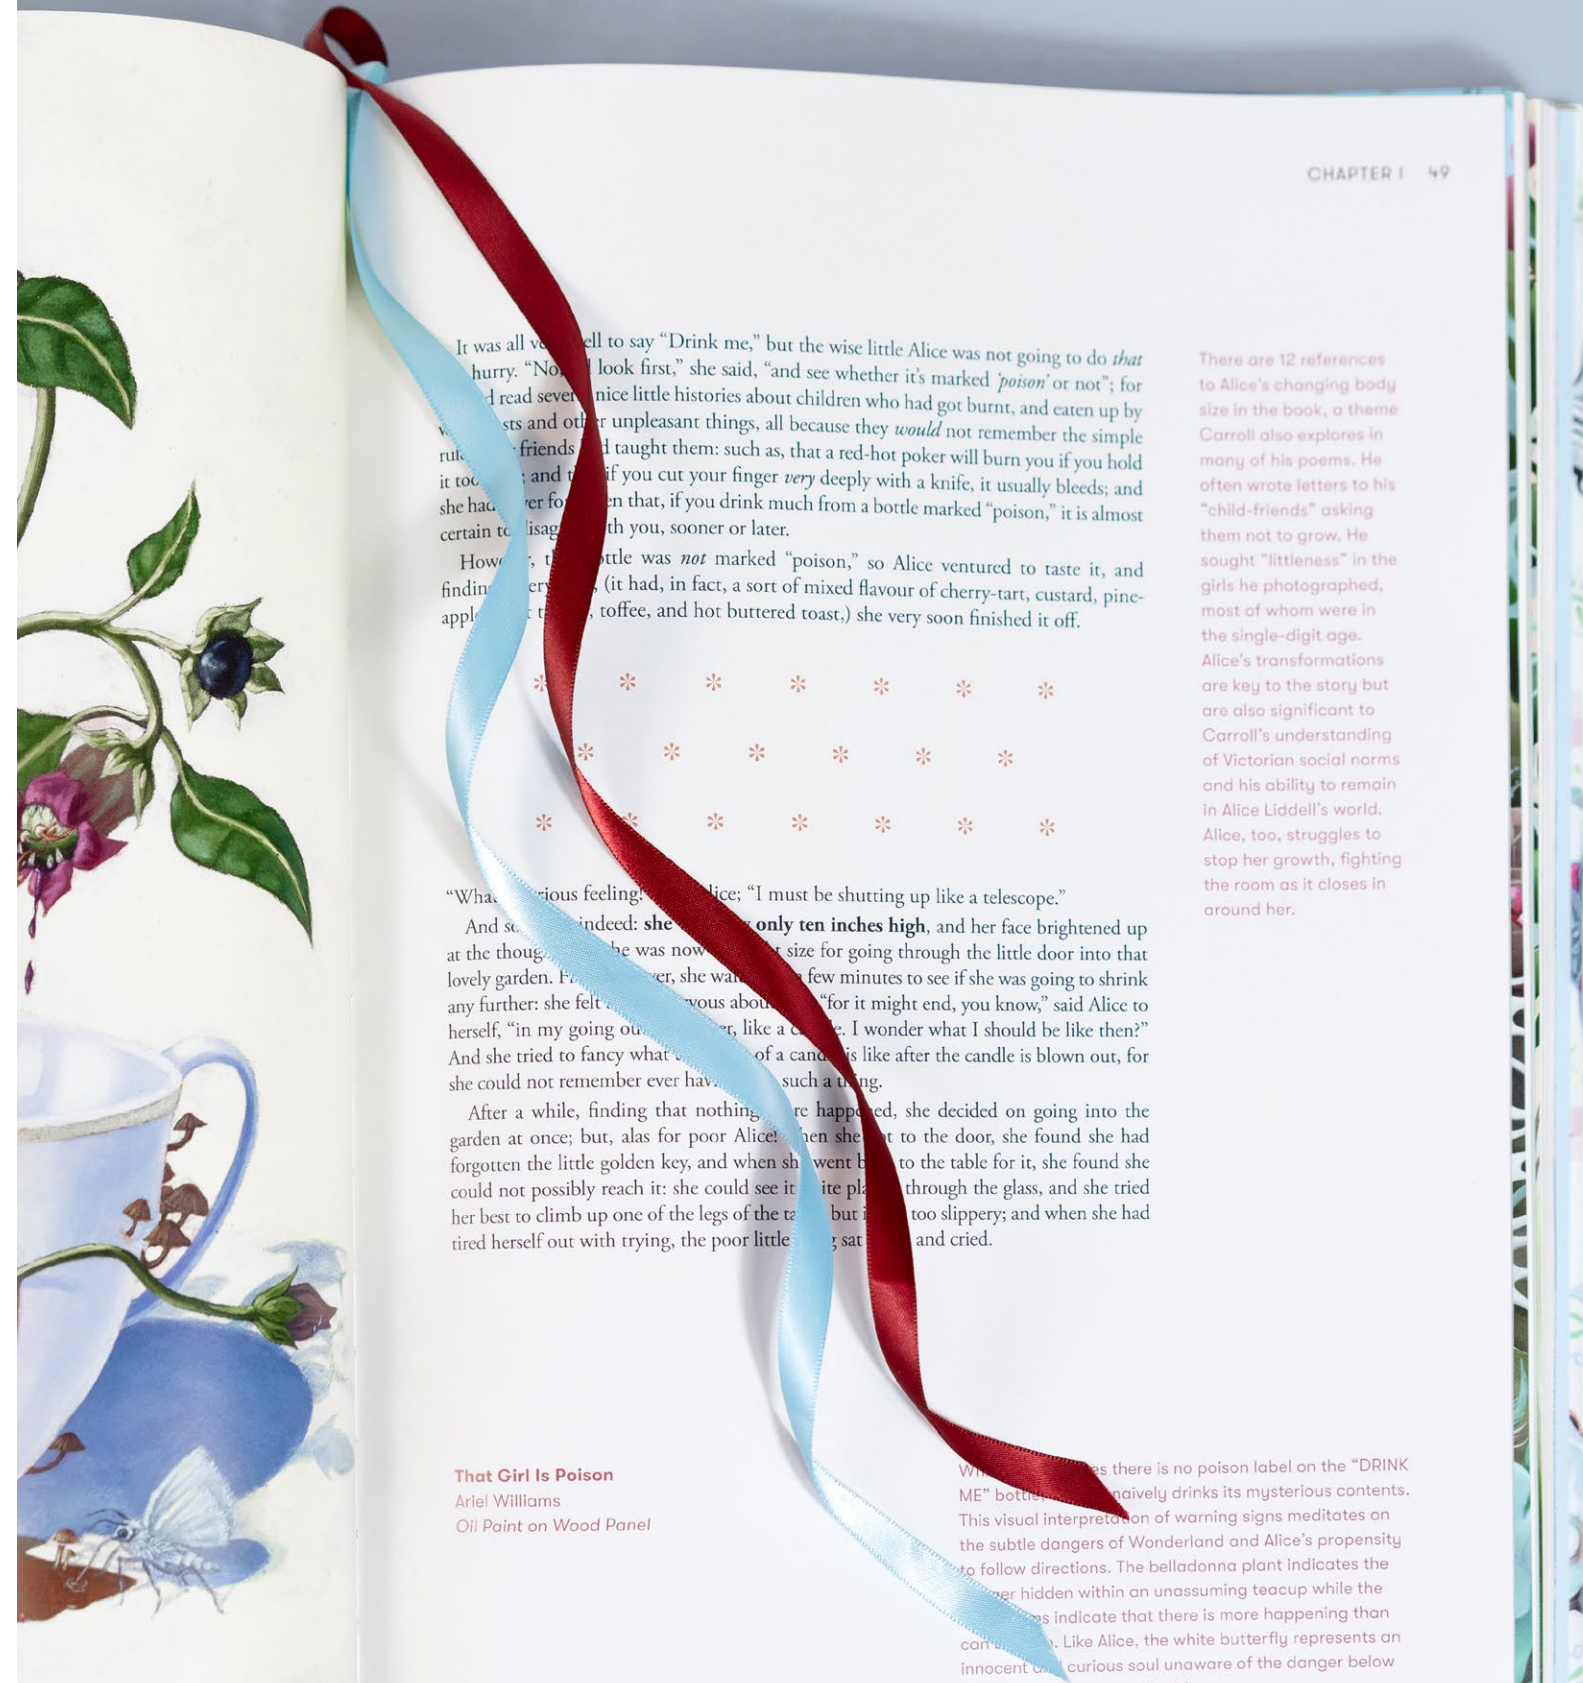 CHAPTER I 49
It was all ell to say “Drink me,” but the wise little Alice was not going to do that
hurry. “No look first,” she said, “and see whether it’s marked ‘poison’ or not”; for
read nice little histories about children who had got burnt, and eaten up by
and unpleasant things, all because they would not remember the simple
friends taught them: such as, that a red-hot poker will burn you if you hold
it and if you cut your finger very deeply with a knife, it usually bleeds; and
she that, if you drink much from a bottle marked “poison,” it is almost
certain you, sooner or later.
was not marked “poison,” so Alice ventured to taste it, and
(it had, in fact, a sort of mixed flavour of cherry-tart, custard, pine-
toffee, and hot buttered toast,) she very soon finished it off.
* * * * * * *
* * * * * *
* * * * * * *
feeling! “I must be shutting up like a telescope.”
And indeed: she only ten inches high, and her face brightened up
at the was now size for going through the little door into that
lovely garden. she few minutes to see if she was going to shrink
any further: she felt “for it might end, you know,” said Alice to
herself, “in my going like a I wonder what I should be like then?”
And she tried to fancy what of a is like after the candle is blown out, for
she could not remember ever such a
After a while, finding that nothing she decided on going into the
garden at once; but, alas for poor Alice! she to the door, she found she had
forgotten the little golden key, and when went to the table for it, she found she
could not possibly reach it: she could see it through the glass, and she tried
her best to climb up one of the legs of the but too slippery; and when she had
tired herself out with trying, the poor little sat and cried.
There are 12 references
to Alice’s changing body
size in the book, a theme
Carroll also explores in
many of his poems. He
often wrote letters to his
“child-friends” asking
them not to grow. He
sought “littleness” in the
girls he photographed,
most of whom were in
the single-digit age.
Alice’s transformations
are key to the story but
are also significant to
Carroll’s understanding
of Victorian social norms
and his ability to remain
in Alice Liddell’s world.
Alice, too, struggles to
stop her growth, fighting
the room as it closes in
around her.
That Girl Is Poison
Ariel Williams
Oil Paint on Wood Panel
there is no poison label on the “DRINK
ME” naively drinks its mysterious contents.
This visual interpretation of warning signs meditates on
the subtle dangers of Wonderland and Alice’s propensity
to follow directions. The belladonna plant indicates the
hidden within an unassuming teacup while the
indicate that there is more happening than
Like Alice, the white butterfly represents an
innocent curious soul unaware of the danger below